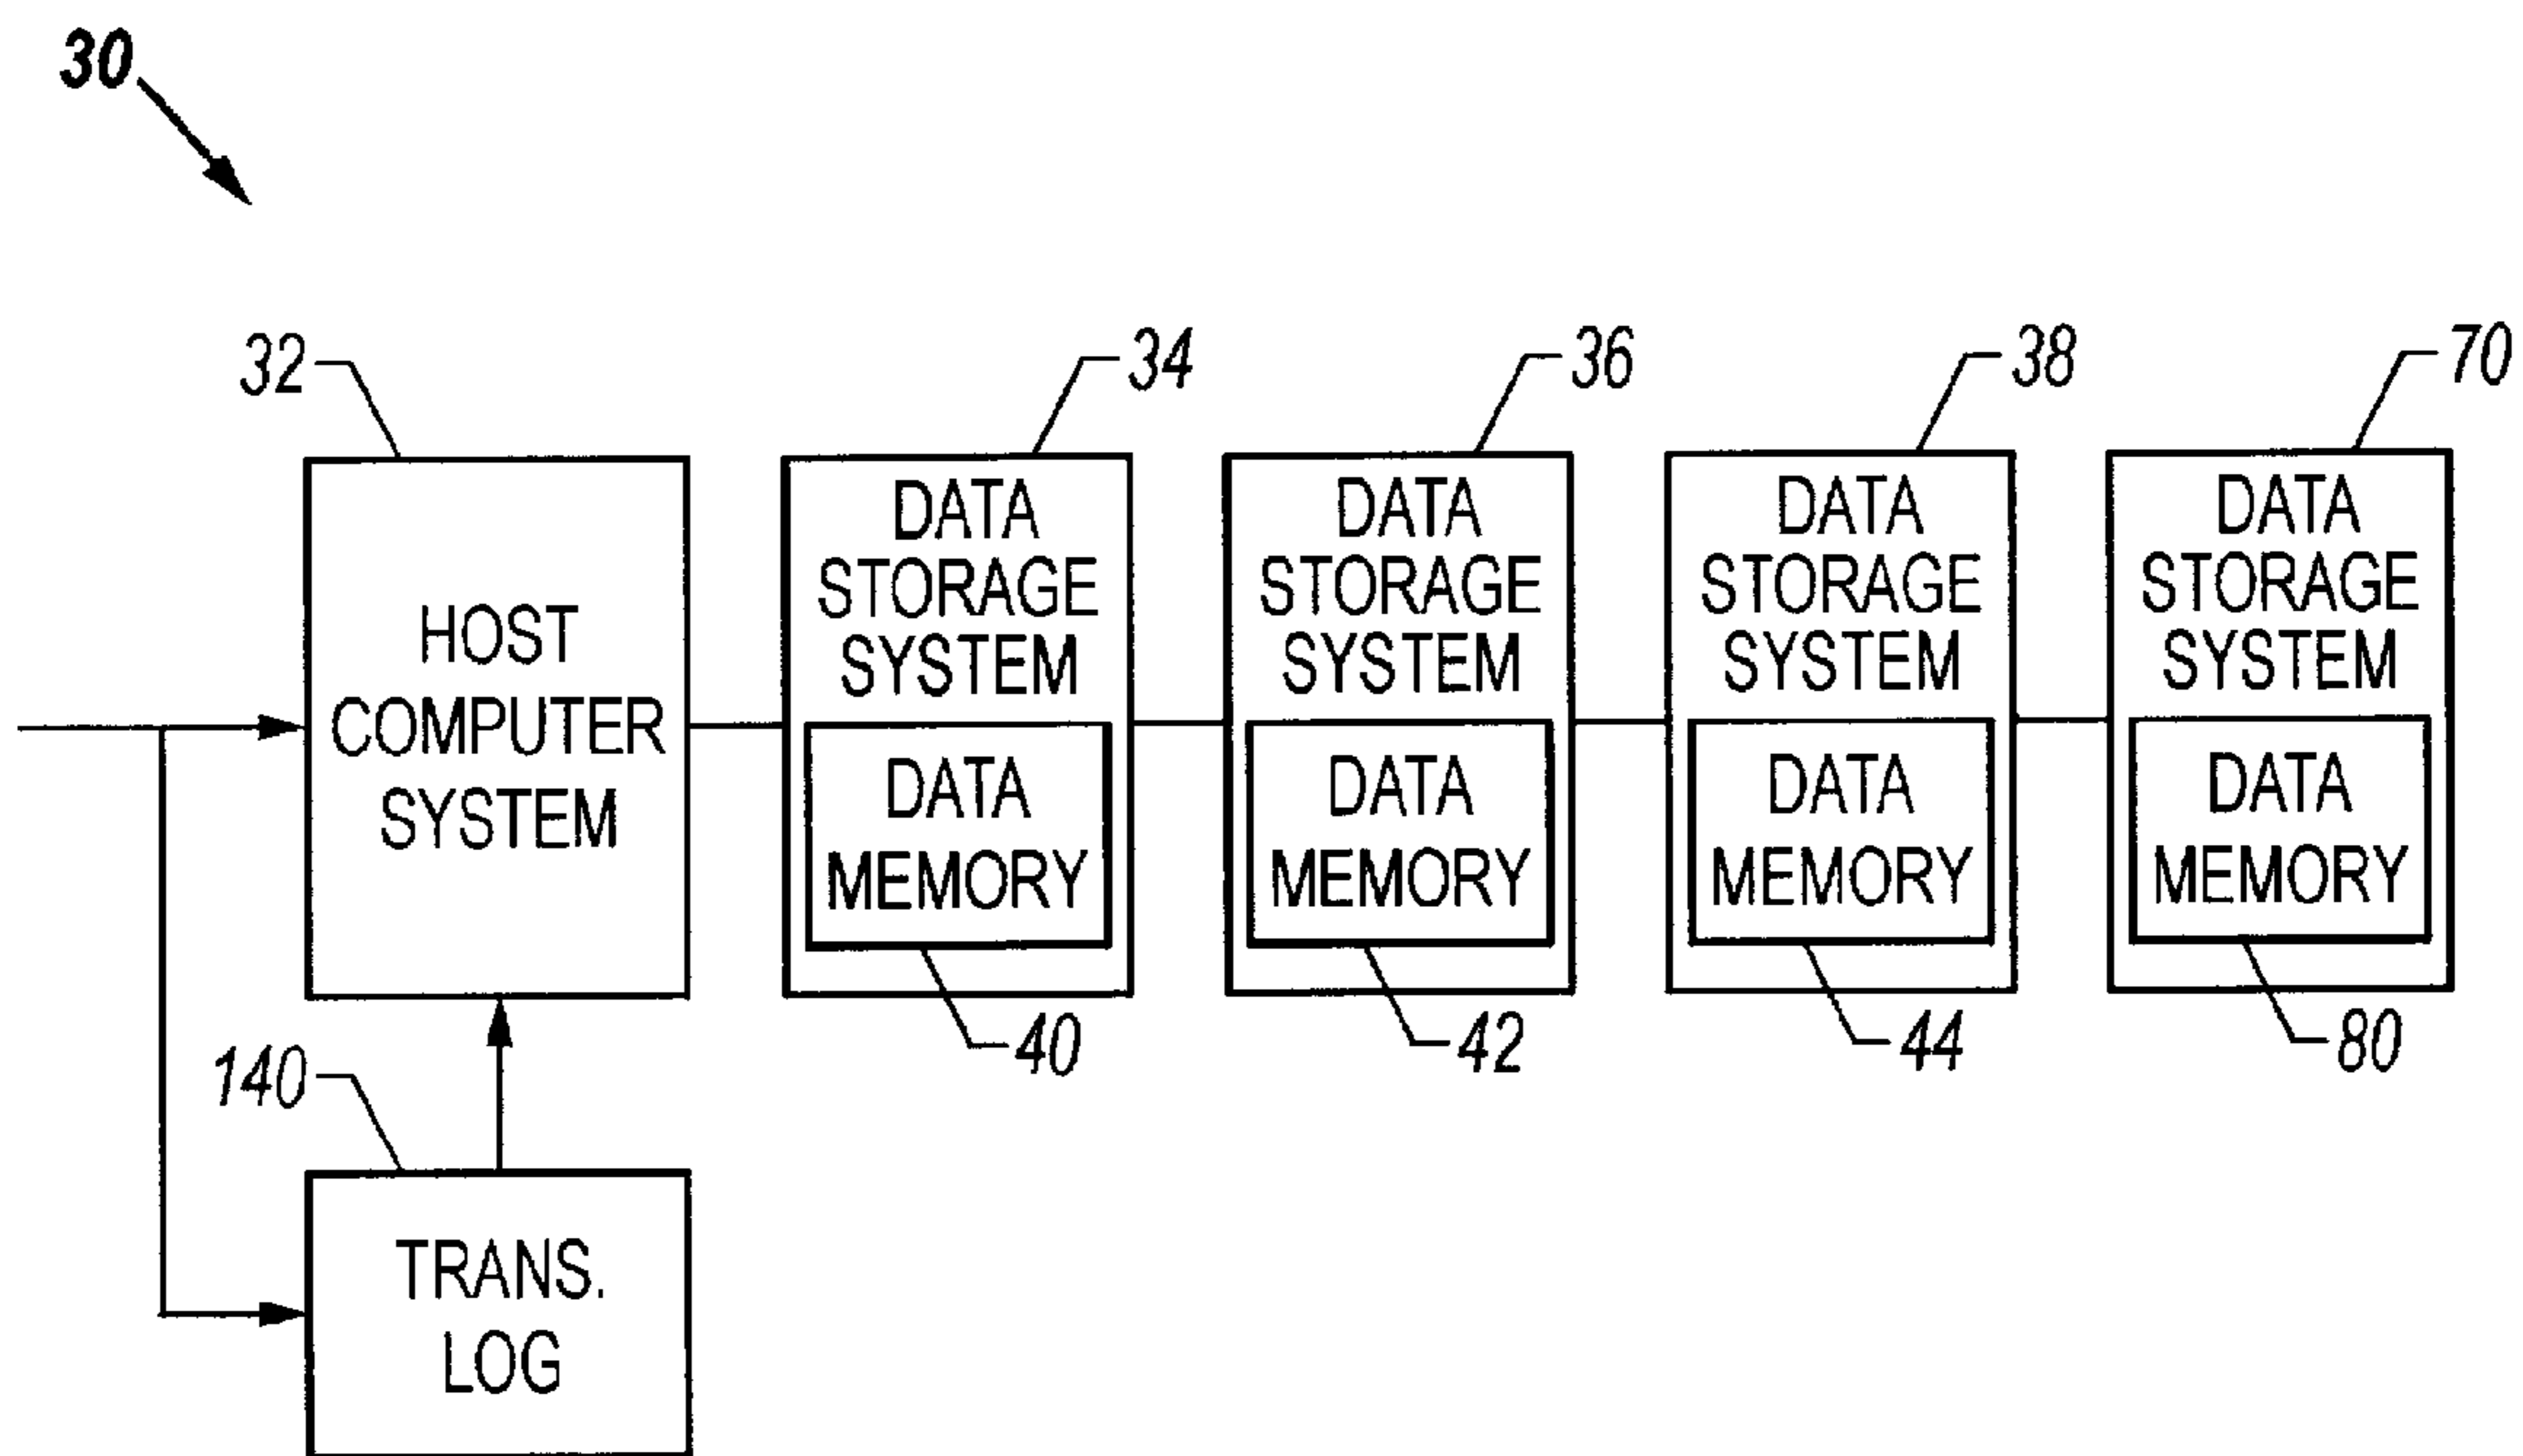 30
32
34
36
38
70
HOST
COMPUTER
SYSTEM
DATA
STORAGE
SYSTEM
DATA
MEMORY
DATA
STORAGE
SYSTEM
DATA
MEMORY
DATA
STORAGE
SYSTEM
DATA
MEMORY
DATA
STORAGE
SYSTEM
DATA
MEMORY
40
42
44
80
140
TRANS.
LOG